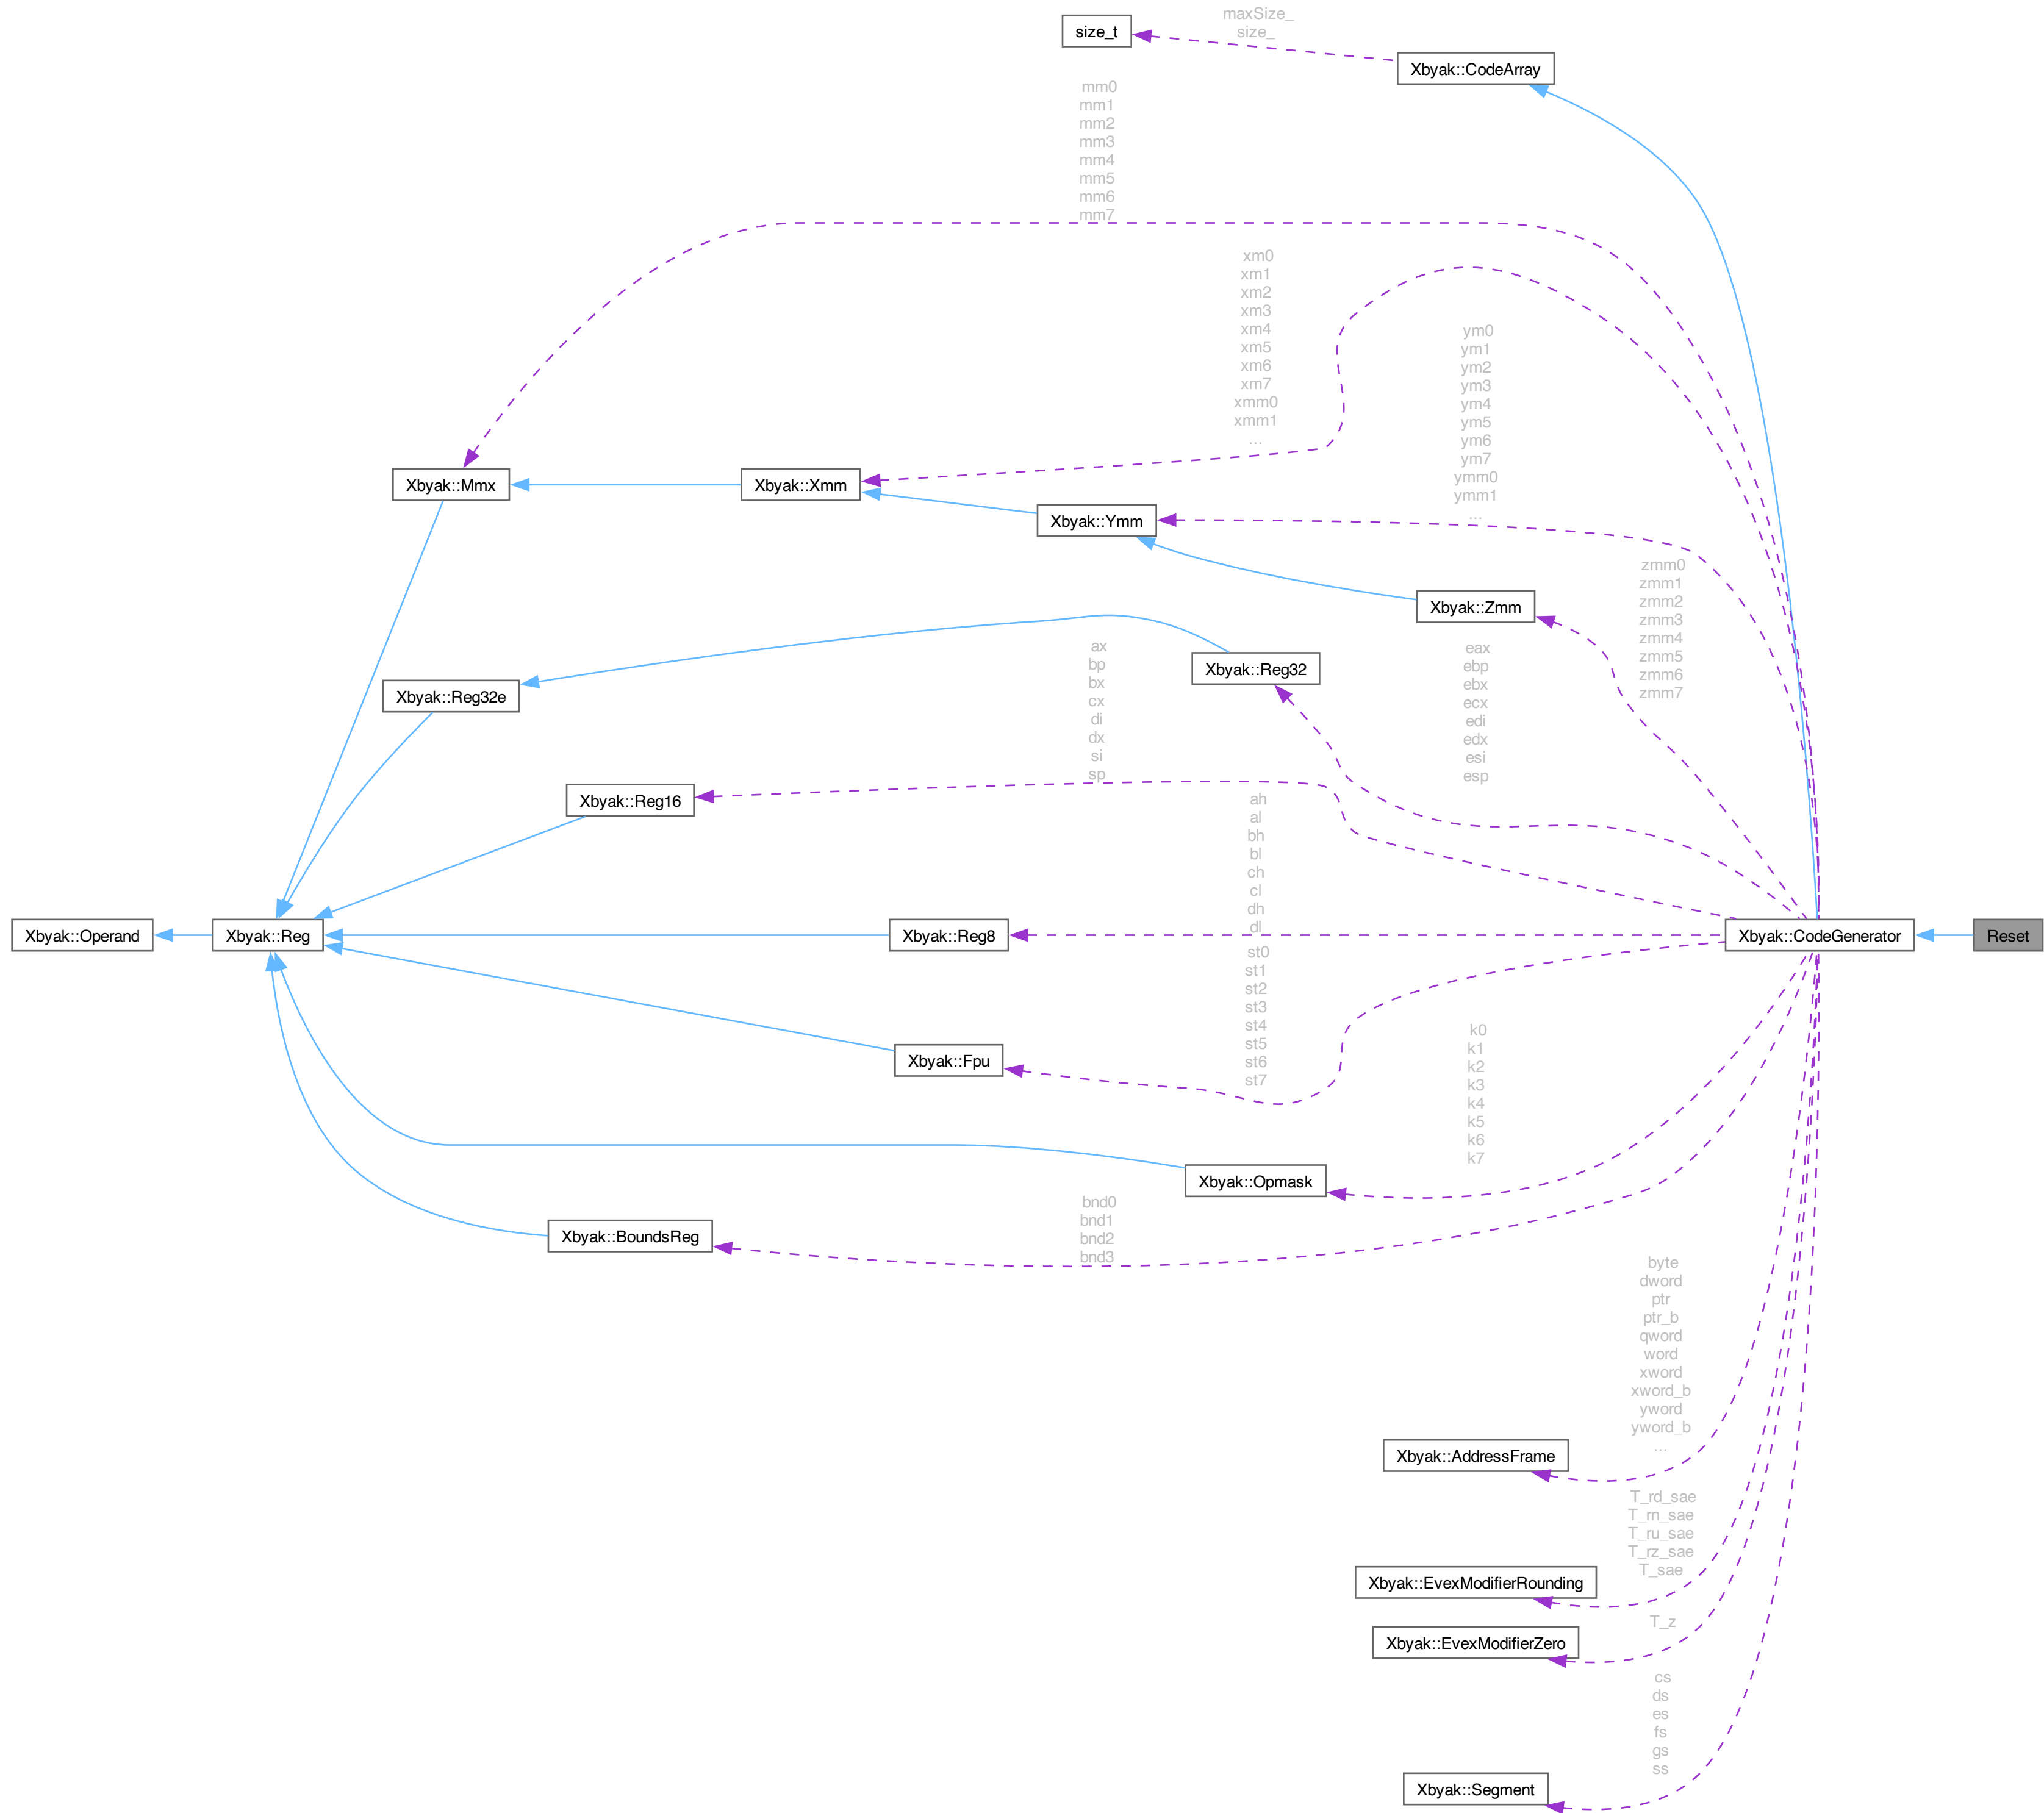 maxSize_
size_
size_t
Xbyak::CodeArray
mm0
mm1
mm2
mm3
mm4
mm5
mm6
mm7
xm0
xm1
xm2
xm3
xm4
xm5
xm6
xm7
xmm0
xmm1
...
ym0
ym1
ym2
ym3
ym4
ym5
ym6
ym7
ymm0
ymm1
...
Xbyak::Mmx
Xbyak::Xmm
Xbyak::Ymm
zmm0
zmm1
zmm2
zmm3
zmm4
zmm5
zmm6
zmm7
Xbyak::Zmm
Xbyak::Reg32
Xbyak::Reg32e
eax
ebp
ebx
ecx
edi
edx
esi
esp
ax
bp
bx
cx
di
dx
si
sp
Xbyak::Reg16
ah
al
bh
bl
ch
cl
dh
dl
Xbyak::Operand
Xbyak::Reg
Xbyak::Reg8
Xbyak::CodeGenerator
Reset
st0
st1
st2
st3
st4
st5
st6
st7
Xbyak::Fpu
k0
k1
k2
k3
k4
k5
k6
k7
Xbyak::Opmask
bnd0
bnd1
bnd2
bnd3
Xbyak::BoundsReg
byte
dword
ptr
ptr_b
qword
word
xword
xword_b
yword
yword_b
...
Xbyak::AddressFrame
T_rd_sae
T_rn_sae
T_ru_sae
T_rz_sae
T_sae
Xbyak::EvexModifierRounding
T_z
Xbyak::EvexModifierZero
cs
ds
es
fs
gs
ss
Xbyak::Segment